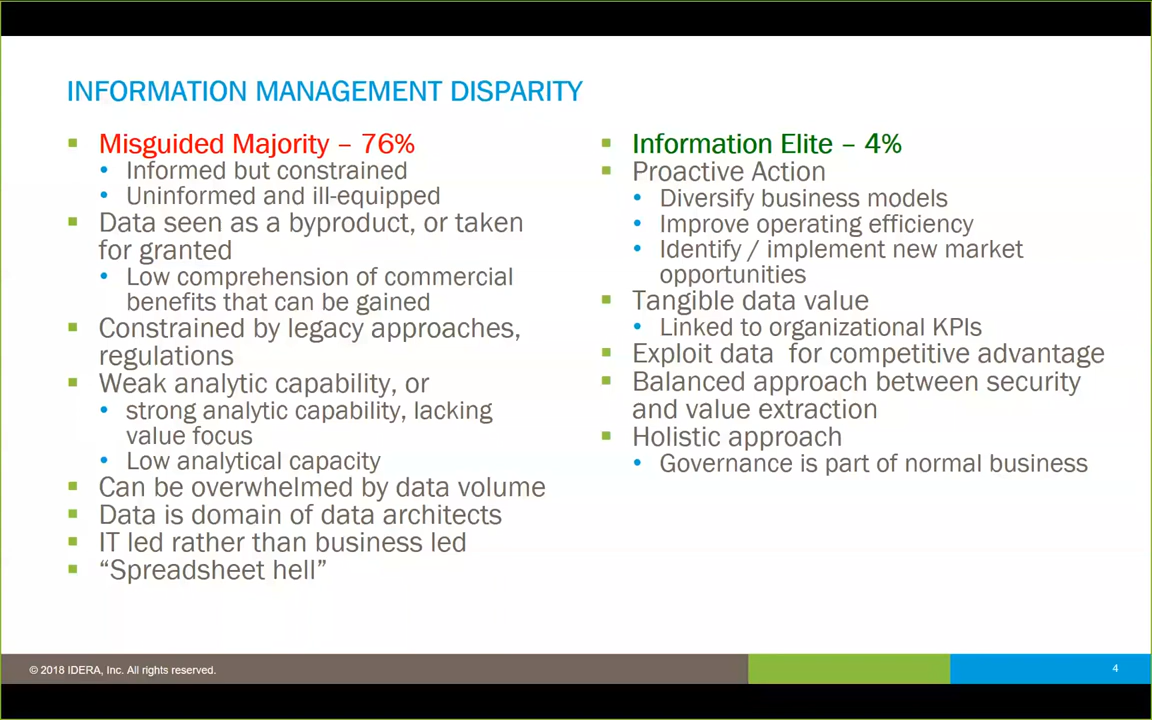 INFORMATION MANAGEMENT DISPARITY
Misguided Majority – 76%
Informed but constrained
Uninformed and ill-equipped
Data seen as a byproduct, or taken
for granted
Low comprehension of commercial
benefits that can be gained
Constrained by legacy approaches,
regulations
Weak analytic capability, or
strong analytic capability, lacking
value focus
Low analytical capacity
Can be overwhelmed by data volume
Data is domain of data architects
IT led rather than business led
“Spreadsheet hell”
Information Elite – 4%
Proactive Action
Diversify business models
Improve operating efficiency
Identify / implement new market
opportunities
Tangible data value
Linked to organizational KPIs
Exploit data for competitive advantage
Balanced approach between security
and value extraction
Holistic approach
Governance is part of normal business
© 2018 IDERA, Inc. All rights reserved.
4